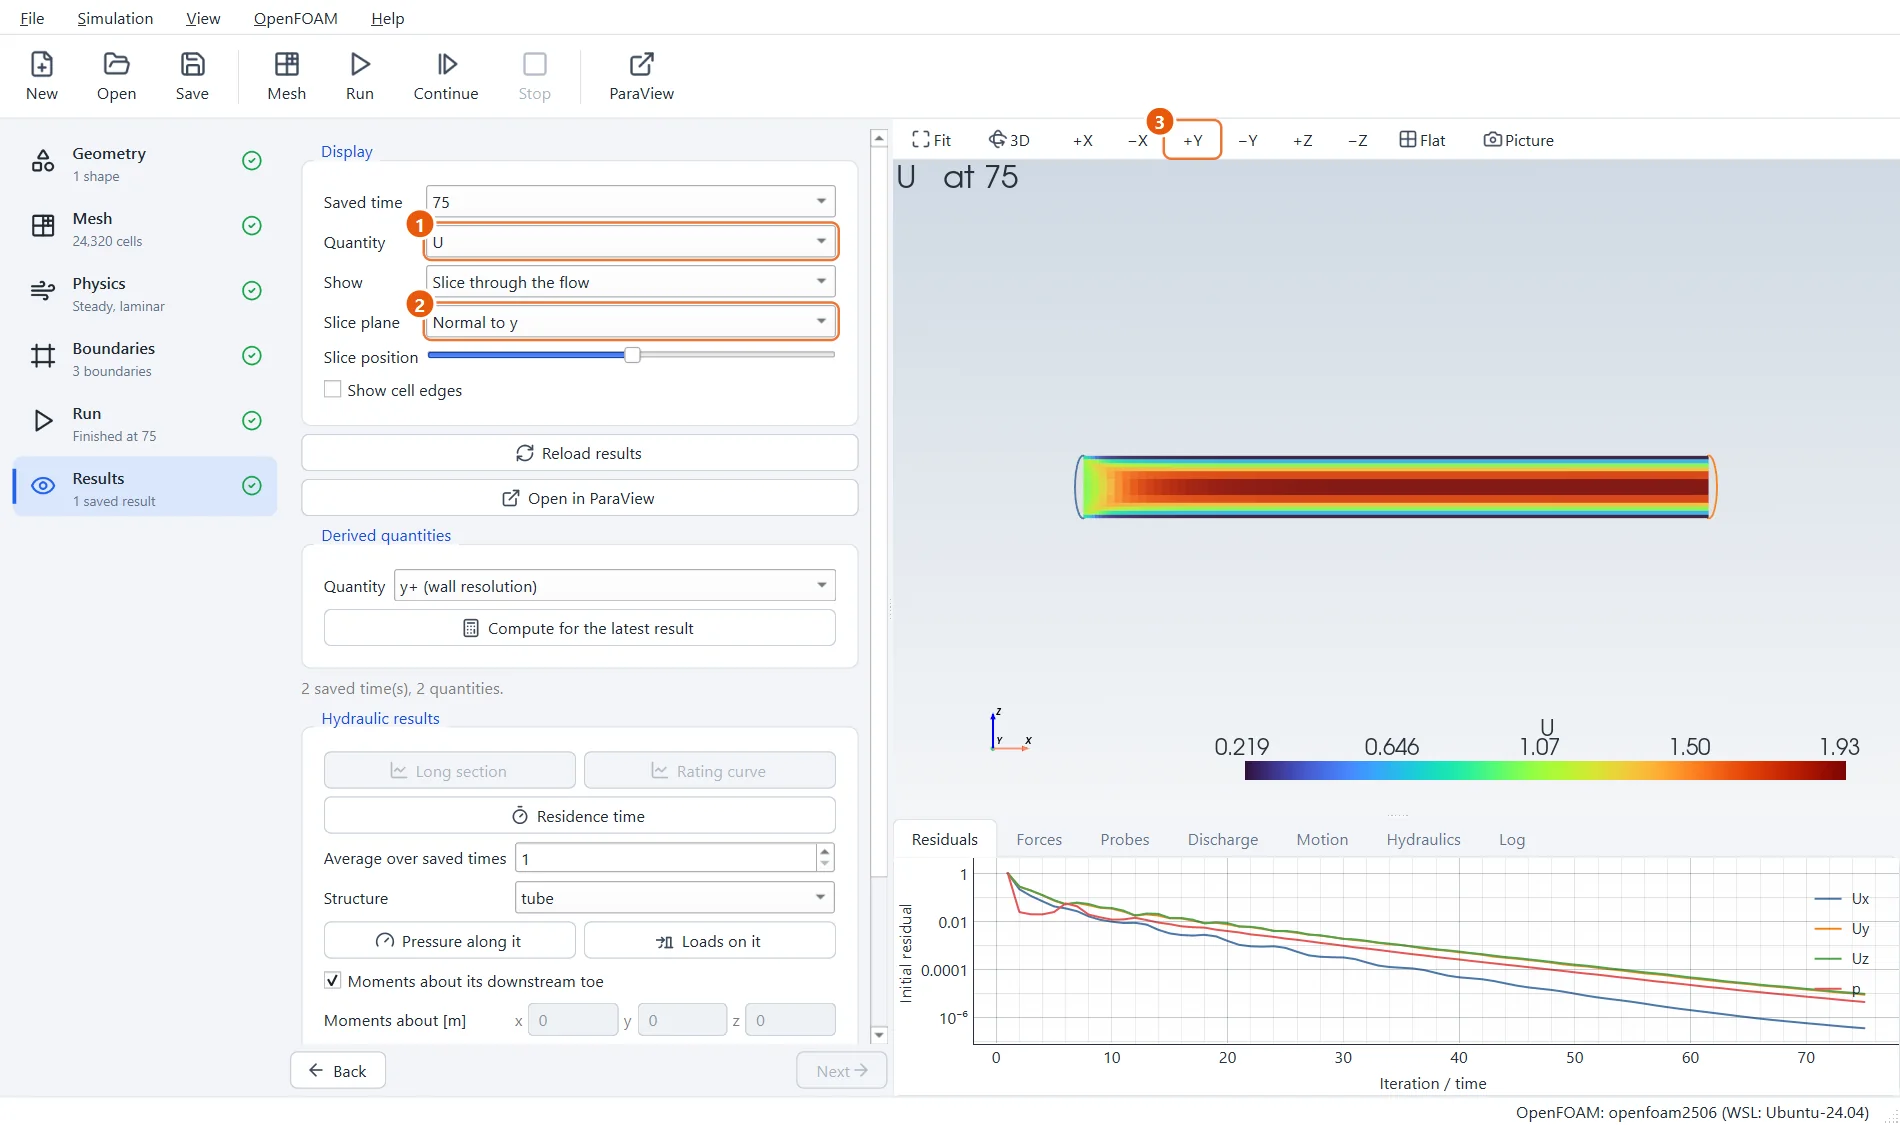 File Simulation View OpenFOAM Help
New Open Save Mesh Run Continue Stop ParaView
Geometry
1 shape
Mesh
24,320 cells
Physics
Steady, laminar
Boundaries
3 boundaries
Run
Finished at 75
Results
1 saved result
Display
Saved time 75
1
Quantity U
Show Slice through the flow
2
Slice plane Normal to y
Slice position
Show cell edges
Reload results
Open in ParaView
Derived quantities
Quantity y+ (wall resolution)
Compute for the latest result
2 saved time(s), 2 quantities.
Hydraulic results
Long section Rating curve
Residence time
Average over saved times 1
Structure tube
Pressure along it Loads on it
Moments about its downstream toe
Moments about [m] x 0 y 0 z 0
Back Next
3
Fit 3D +X −X +Y −Y +Z −Z Flat Picture
U at 75
Z
Y X
U
0.219 0.646 1.07 1.50 1.93
Residuals Forces Probes Discharge Motion Hydraulics Log
Initial residual
1
0.01
0.0001
10⁻⁶
Ux
Uy
Uz
p
0 10 20 30 40 50 60 70
Iteration / time
OpenFOAM: openfoam2506 (WSL: Ubuntu-24.04)